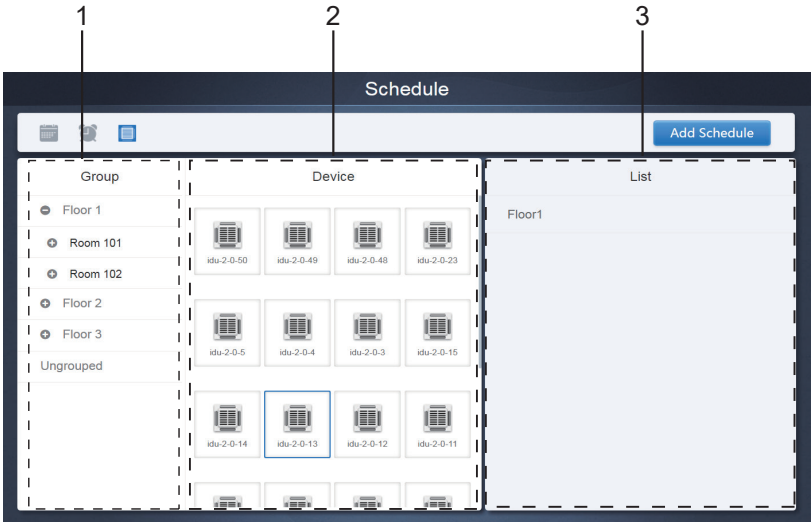 1 2 3
Schedule
Add Schedule
Group Device List
Floor 1
Room 101
Room 102
Floor 2
Floor 3
Ungrouped
idu-2-0-50 idu-2-0-49 idu-2-0-48 idu-2-0-23
idu-2-0-5 idu-2-0-4 idu-2-0-3 idu-2-0-15
idu-2-0-14 idu-2-0-13 idu-2-0-12 idu-2-0-11
Floor1